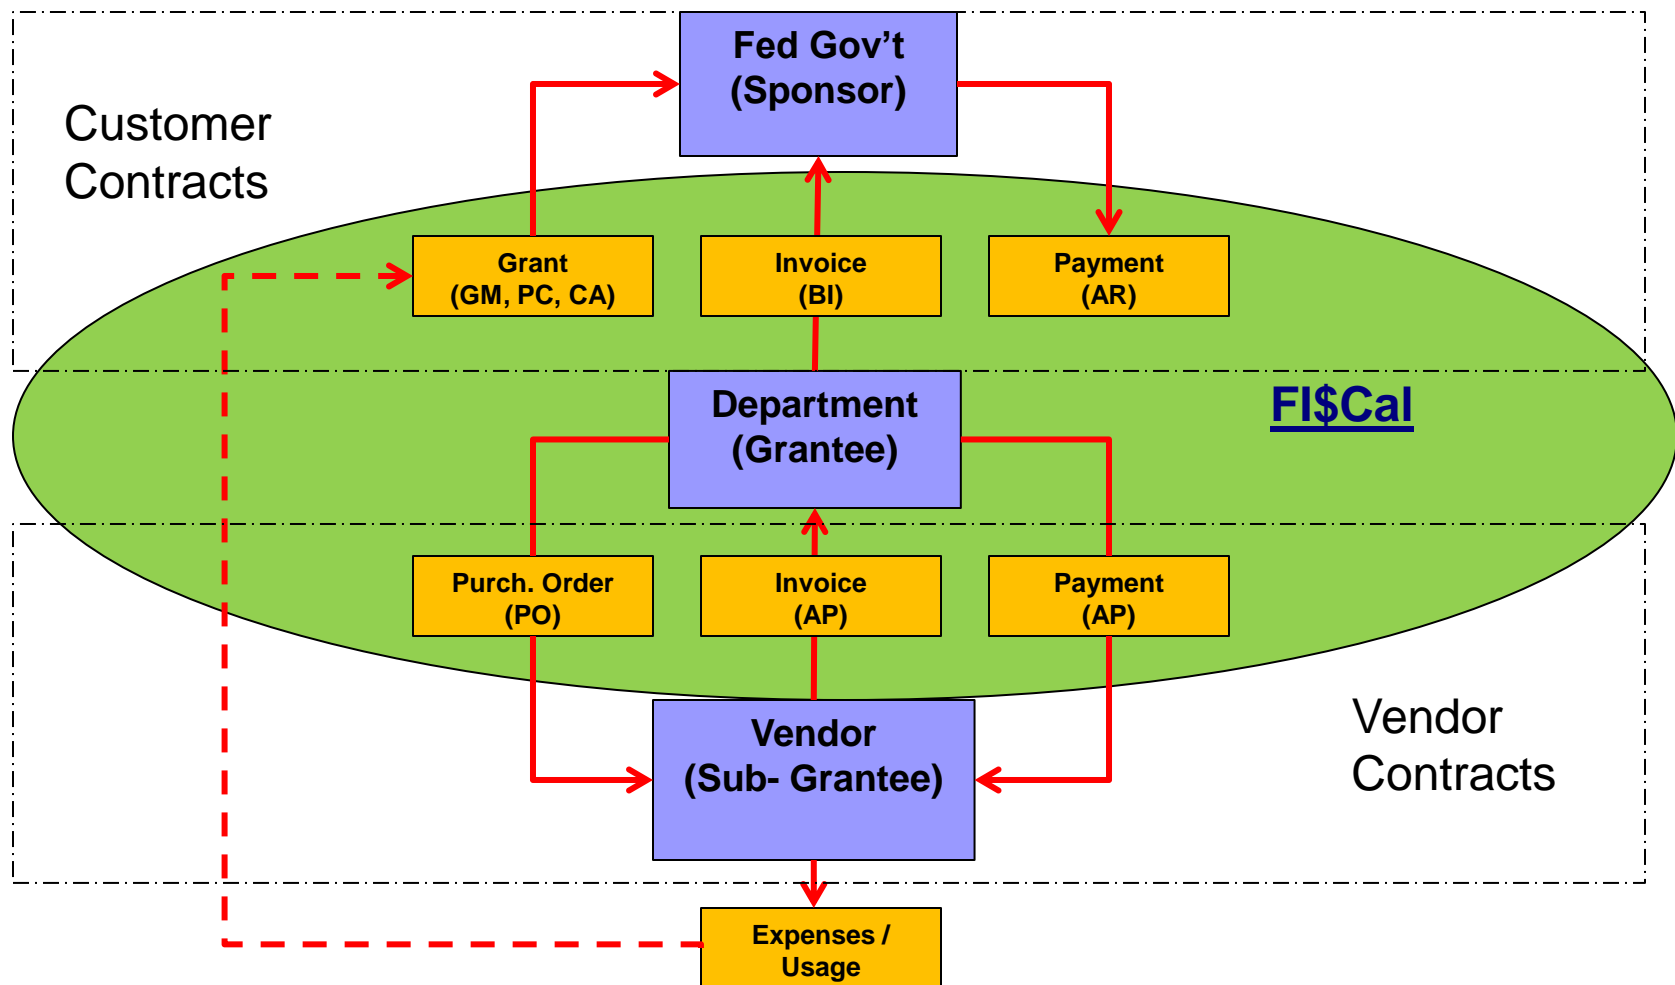 Fed Gov’t
(Sponsor)
Customer
Contracts
Grant
(GM, PC, CA)
Invoice
(BI)
Payment
(AR)
Department
(Grantee)
FI$Cal
Purch. Order
(PO)
Invoice
(AP)
Payment
(AP)
Vendor
(Sub- Grantee)
Vendor
Contracts
Expenses /
Usage